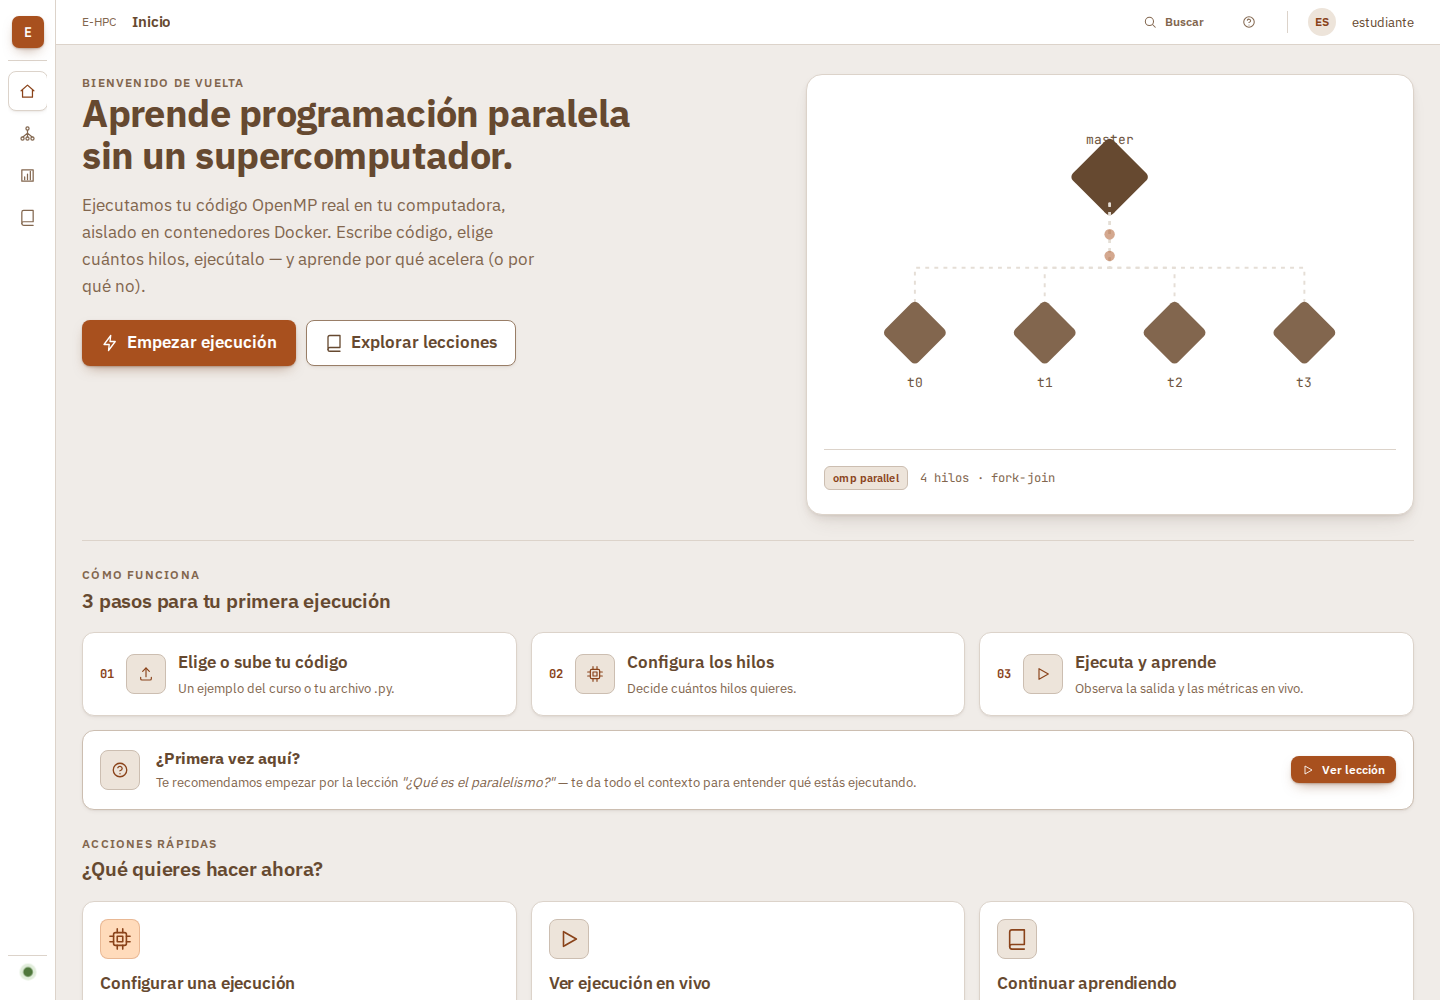 E
E-HPC Inicio
Buscar
ES estudiante
BIENVENIDO DE VUELTA
Aprende programación paralela
sin un supercomputador.
Ejecutamos tu código OpenMP real en tu computadora,
aislado en contenedores Docker. Escribe código, elige
cuántos hilos, ejecútalo — y aprende por qué acelera (o por
qué no).
Empezar ejecución
Explorar lecciones
master
t0 t1 t2 t3
omp parallel 4 hilos · fork-join
CÓMO FUNCIONA
3 pasos para tu primera ejecución
01 Elige o sube tu código
Un ejemplo del curso o tu archivo .py.
02 Configura los hilos
Decide cuántos hilos quieres.
03 Ejecuta y aprende
Observa la salida y las métricas en vivo.
¿Primera vez aquí?
Te recomendamos empezar por la lección "¿Qué es el paralelismo?" — te da todo el contexto para entender qué estás ejecutando.
Ver lección
ACCIONES RÁPIDAS
¿Qué quieres hacer ahora?
Configurar una ejecución
Ver ejecución en vivo
Continuar aprendiendo